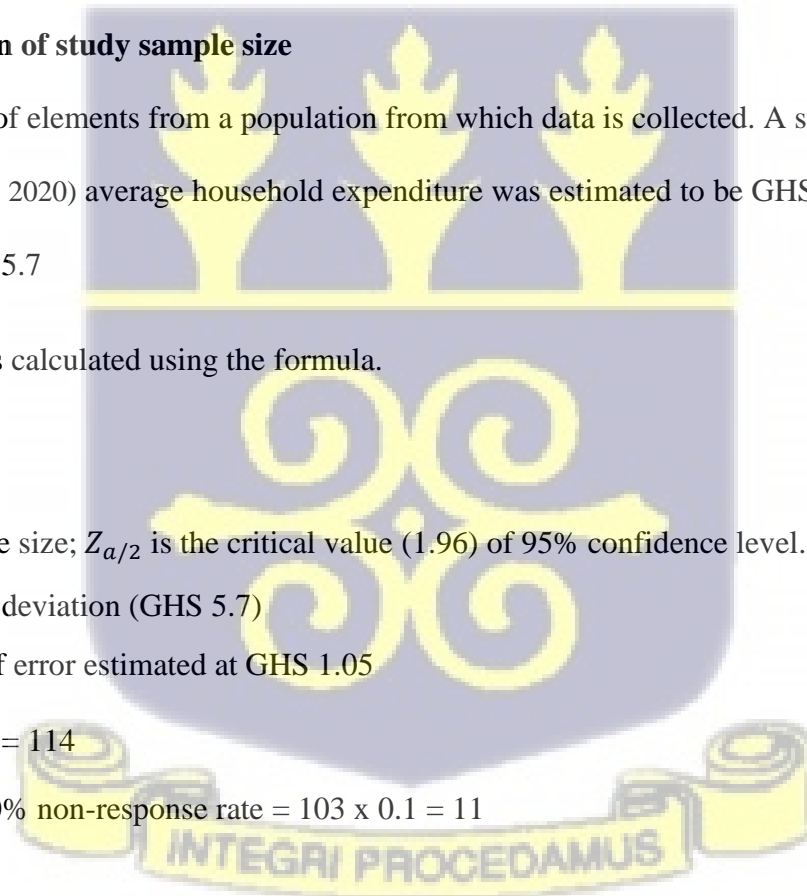 n of study sample size
of elements from a population from which data is collected. A s
2020) average household expenditure was estimated to be GHS
5.7
s calculated using the formula.
e size; Z_{a/2} is the critical value (1.96) of 95% confidence level.
deviation (GHS 5.7)
f error estimated at GHS 1.05
= 114
0% non-response rate = 103 x 0.1 = 11
INTEGRI PROCEDAMUS